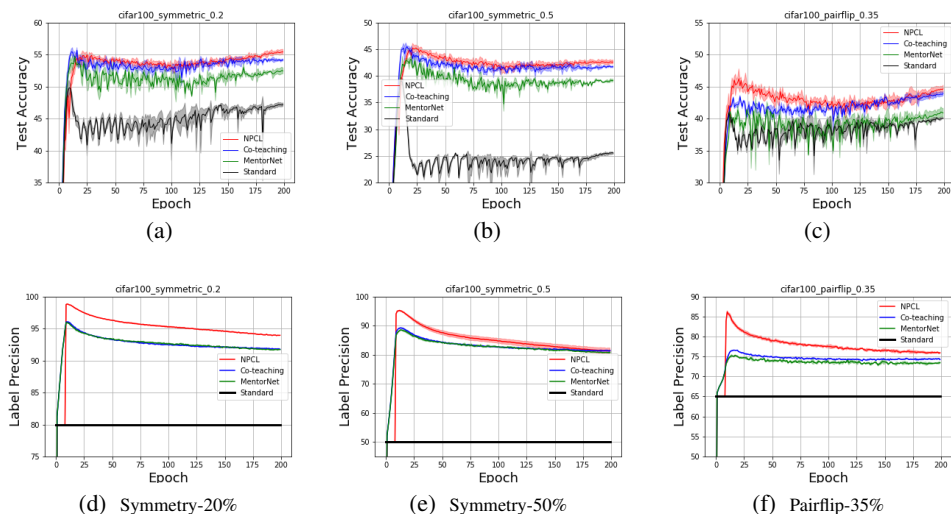 cifar100_symmetric_0.2
Test Accuracy
60
55
50
45
40
35
NPCL
Co-teaching
MentorNet
Standard
0 25 50 75 100 125 150 175 200
Epoch
(a)
cifar100_symmetric_0.5
Test Accuracy
50
45
40
35
30
25
20
NPCL
Co-teaching
MentorNet
Standard
0 25 50 75 100 125 150 175 200
Epoch
(b)
cifar100_pairflip_0.35
Test Accuracy
55
50
45
40
35
30
NPCL
Co-teaching
MentorNet
Standard
0 25 50 75 100 125 150 175 200
Epoch
(c)
cifar100_symmetric_0.2
Label Precision
100
95
90
85
80
75
NPCL
Co-teaching
MentorNet
Standard
0 25 50 75 100 125 150 175 200
Epoch
(d) Symmetry-20%
cifar100_symmetric_0.5
Label Precision
100
90
80
70
60
50
NPCL
Co-teaching
MentorNet
Standard
0 25 50 75 100 125 150 175 200
Epoch
(e) Symmetry-50%
cifar100_pairflip_0.35
Label Precision
90
85
80
75
70
65
60
55
50
NPCL
Co-teaching
MentorNet
Standard
0 25 50 75 100 125 150 175 200
Epoch
(f) Pairflip-35%